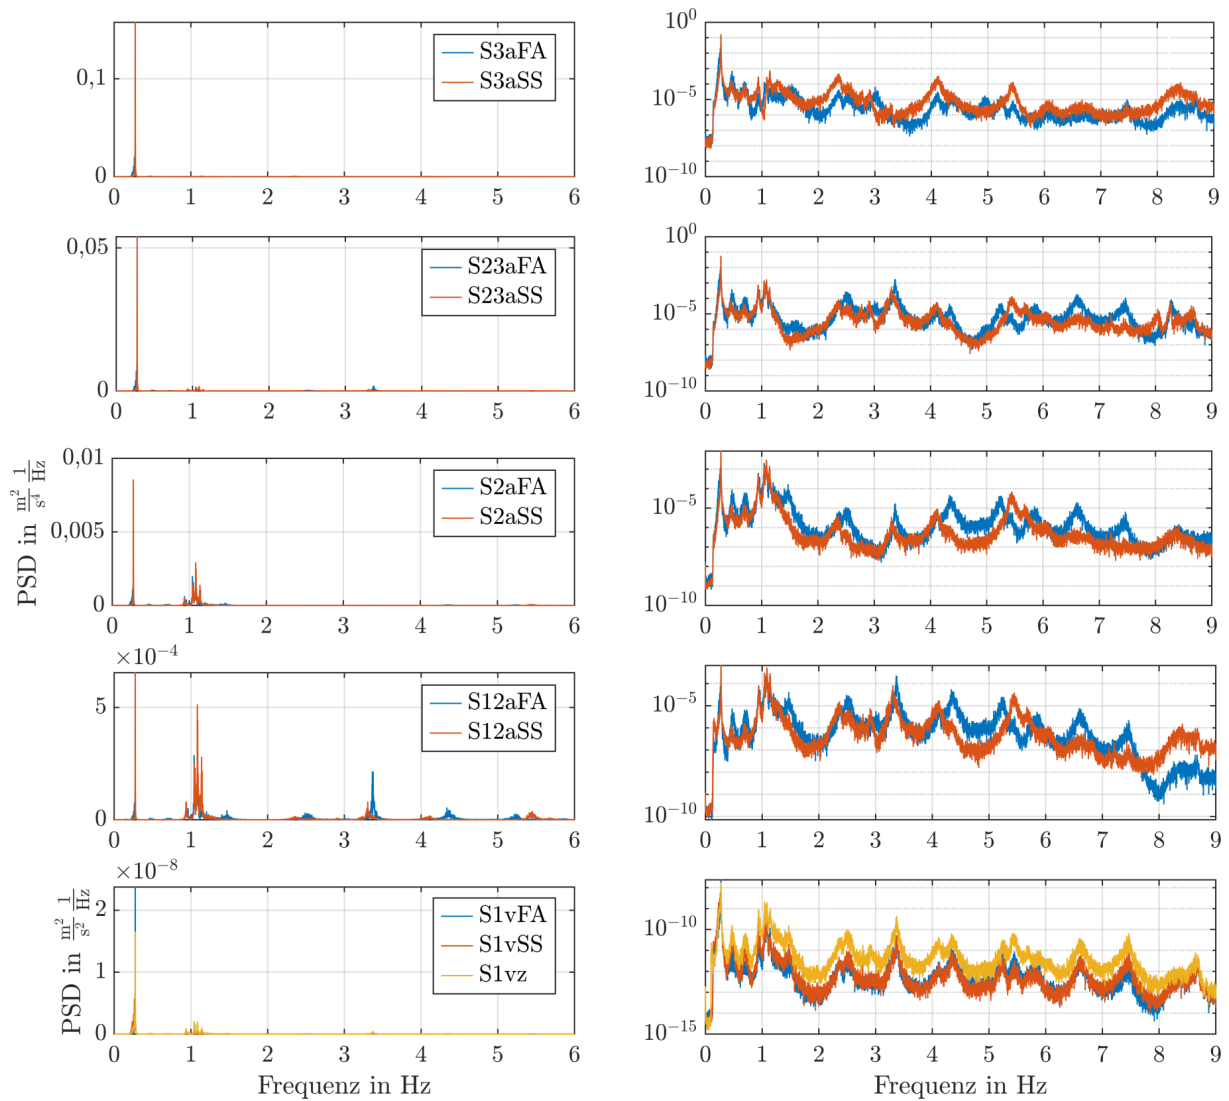 0,1
0
0 1 2 3 4 5 6
S3aFA
S3aSS
10^0
10^-5
10^-10
0 1 2 3 4 5 6 7 8 9
0,05
0
0 1 2 3 4 5 6
S23aFA
S23aSS
10^0
10^-5
10^-10
0 1 2 3 4 5 6 7 8 9
PSD in m²/s⁴ 1/Hz
0,01
0,005
0
0 1 2 3 4 5 6
S2aFA
S2aSS
10^-5
10^-10
0 1 2 3 4 5 6 7 8 9
×10^-4
5
0
0 1 2 3 4 5 6
S12aFA
S12aSS
10^-5
10^-10
0 1 2 3 4 5 6 7 8 9
PSD in m²/s² 1/Hz
×10^-8
2
1
0
0 1 2 3 4 5 6
S1vFA
S1vSS
S1vz
Frequenz in Hz
10^-10
10^-15
0 1 2 3 4 5 6 7 8 9
Frequenz in Hz